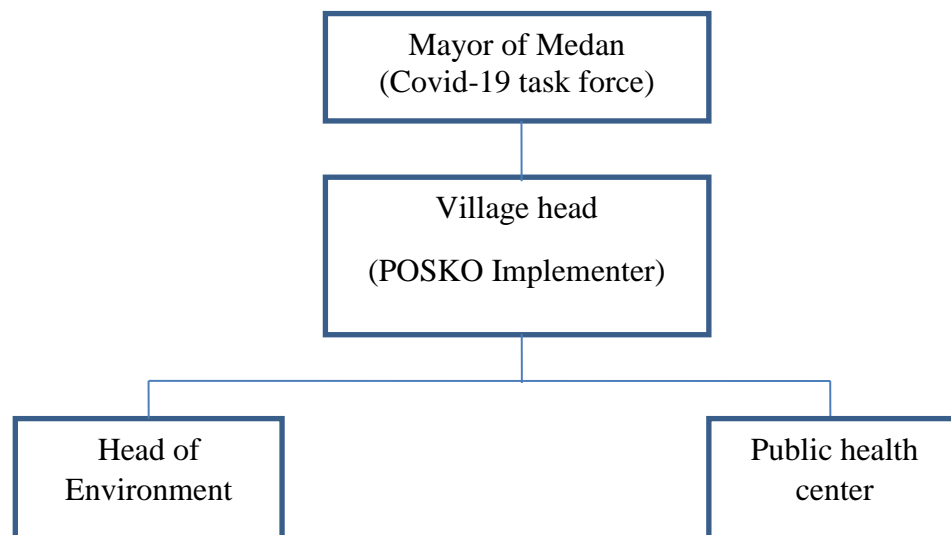 Mayor of Medan
(Covid-19 task force)
Village head
(POSKO Implementer)
Head of
Environment
Public health
center